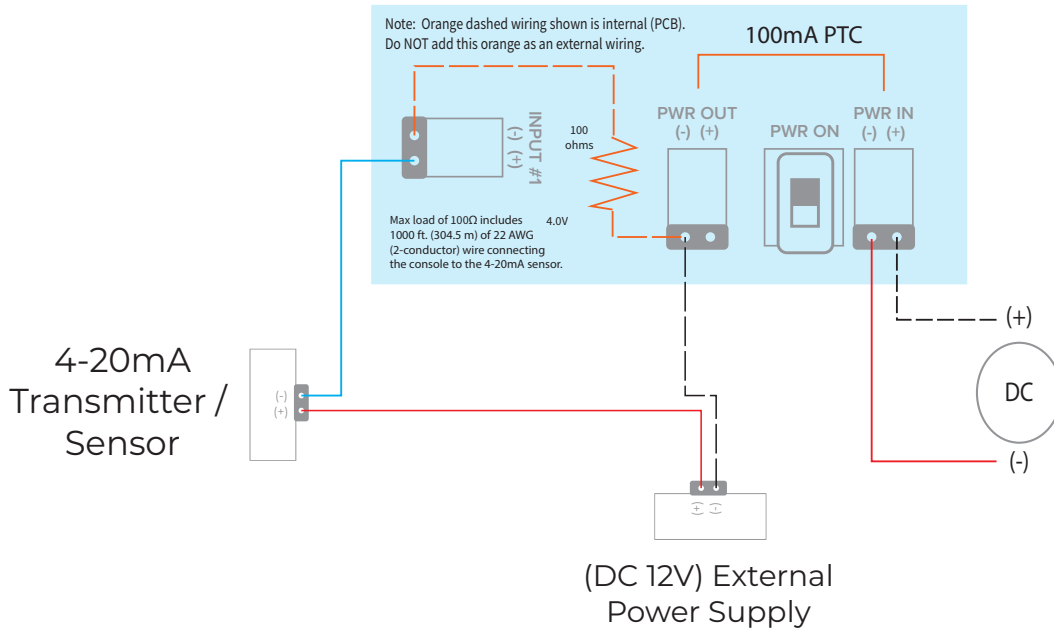 Note: Orange dashed wiring shown is internal (PCB).
Do NOT add this orange as an external wiring.
100mA PTC
INPUT #1
(-) (+)
100
ohms
PWR OUT
(-) (+)
PWR ON
PWR IN
(-) (+)
Max load of 100Ω includes
1000 ft. (304.5 m) of 22 AWG
(2-conductor) wire connecting
the console to the 4-20mA sensor.
4.0V
4-20mA
Transmitter /
Sensor
(-)
(+)
(+)
DC
(-)
(+) (-)
(DC 12V) External
Power Supply